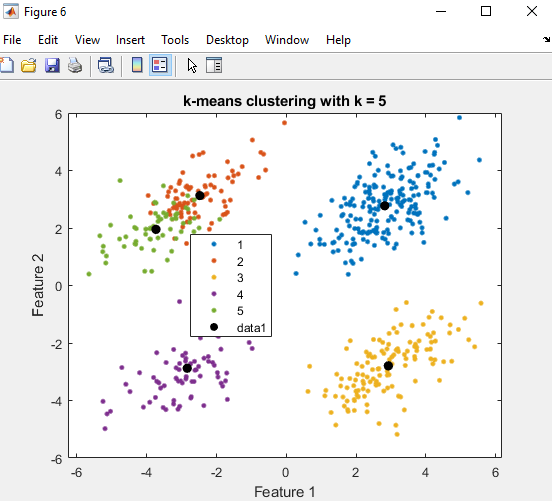 Figure 6
File Edit View Insert Tools Desktop Window Help
k-means clustering with k = 5
6
4
2
0
-2
-4
-6
Feature 2
1
2
3
4
5
data1
-6 -4 -2 0 2 4 6
Feature 1